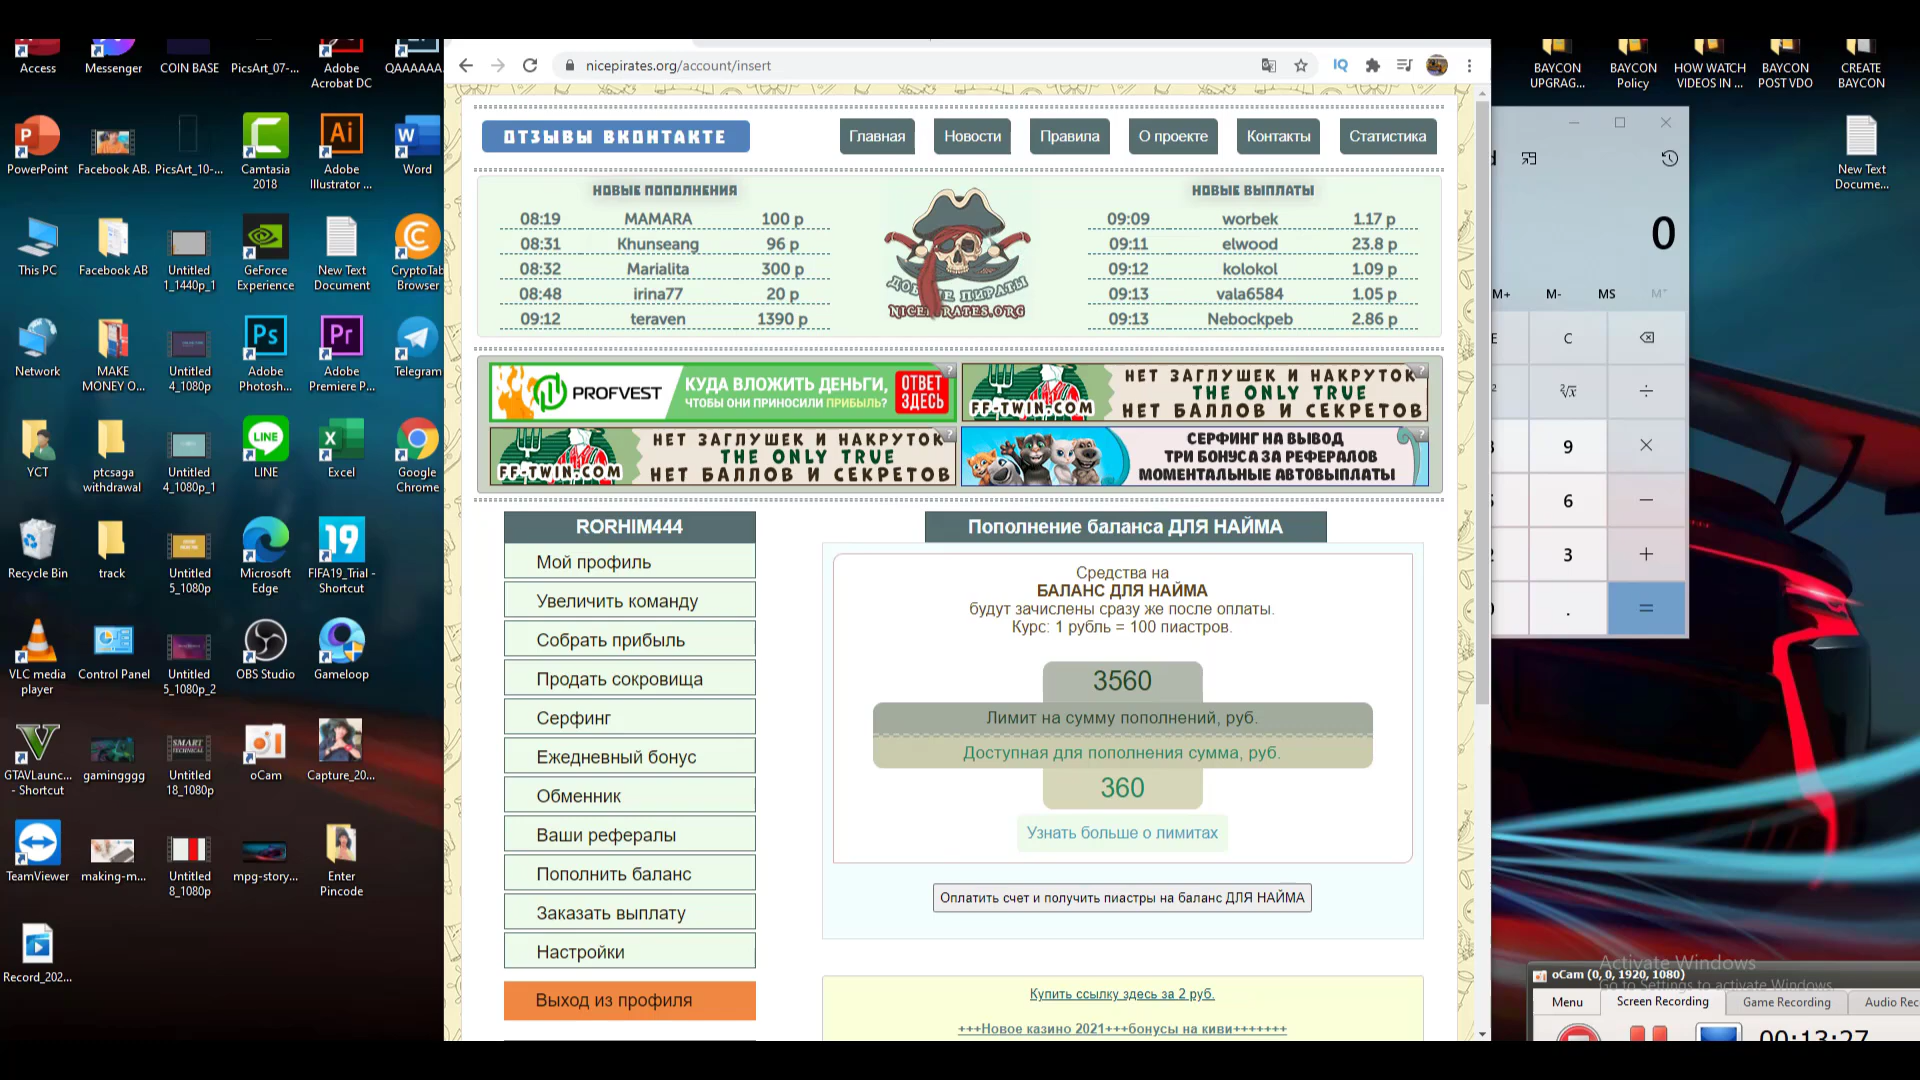 Access
Messenger
COIN BASE
PicsArt_07-...
Adobe
Acrobat DC
QAAAAAA
PowerPoint
Facebook AB.
PicsArt_10-...
Camtasia
2018
Adobe
Illustrator ...
Word
This PC
Facebook AB
Untitled
1_1440p_1
GeForce
Experience
New Text
Document
CryptoTab
Browser
Network
MAKE
MONEY O...
Untitled
4_1080p
Adobe
Photosh...
Adobe
Premiere P...
Telegram
YCT
ptcsaga
withdrawal
Untitled
4_1080p_1
LINE
Excel
Google
Chrome
Recycle Bin
track
Untitled
5_1080p
Microsoft
Edge
FIFA19_Trial -
Shortcut
VLC media
player
Control Panel
Untitled
5_1080p_2
OBS Studio
Gameloop
GTAVLaunc...
- Shortcut
gamingggg
Untitled
18_1080p
oCam
Capture_20...
TeamViewer
making-m...
Untitled
8_1080p
mpg-story...
Enter
Pincode
Record_202...
nicepirates.org/account/insert
ОТЗЫВЫ ВКОНТАКТЕ
Главная
Новости
Правила
О проекте
Контакты
Статистика
НОВЫЕ ПОПОЛНЕНИЯ
08:19 MAMARA 100 р
08:31 Khunseang 96 р
08:32 Marialita 300 р
08:48 irina77 20 р
09:12 teraven 1390 р
ДОБРЫЕ ПИРАТЫ
NICEPIRATES.ORG
НОВЫЕ ВЫПЛАТЫ
09:09 worbek 1.17 р
09:11 elwood 23.8 р
09:12 kolokol 1.09 р
09:13 vala6584 1.05 р
09:13 Nebockpeb 2.86 р
PROFVEST
КУДА ВЛОЖИТЬ ДЕНЬГИ,
ЧТОБЫ ОНИ ПРИНОСИЛИ ПРИБЫЛЬ?
ОТВЕТ
ЗДЕСЬ
FF-TWIN.COM
НЕТ ЗАГЛУШЕК И НАКРУТОК
THE ONLY TRUE
НЕТ БАЛЛОВ И СЕКРЕТОВ
FF-TWIN.COM
НЕТ ЗАГЛУШЕК И НАКРУТОК
THE ONLY TRUE
НЕТ БАЛЛОВ И СЕКРЕТОВ
СЕРФИНГ НА ВЫВОД
ТРИ БОНУСА ЗА РЕФЕРАЛОВ
МОМЕНТАЛЬНЫЕ АВТОВЫПЛАТЫ
RORHIM444
Мой профиль
Увеличить команду
Собрать прибыль
Продать сокровища
Серфинг
Ежедневный бонус
Обменник
Ваши рефералы
Пополнить баланс
Заказать выплату
Настройки
Выход из профиля
Пополнение баланса ДЛЯ НАЙМА
Средства на
БАЛАНС ДЛЯ НАЙМА
будут зачислены сразу же после оплаты.
Курс: 1 рубль = 100 пиастров.
3560
Лимит на сумму пополнений, руб.
Доступная для пополнения сумма, руб.
360
Узнать больше о лимитах
Оплатить счет и получить пиастры на баланс ДЛЯ НАЙМА
Купить ссылку здесь за 2 руб.
+++Новое казино 2021+++бонусы на киви+++++++
BAYCON
UPGRAG...
BAYCON
Policy
HOW WATCH
VIDEOS IN ...
BAYCON
POST VDO
CREATE
BAYCON
New Text
Docume...
0
M+ M- MS
C
9
6
3
.
Activate Windows
Go to Settings to activate Windows.
oCam (0, 0, 1920, 1080)
Menu
Screen Recording
Game Recording
Audio Rec
00:13:27